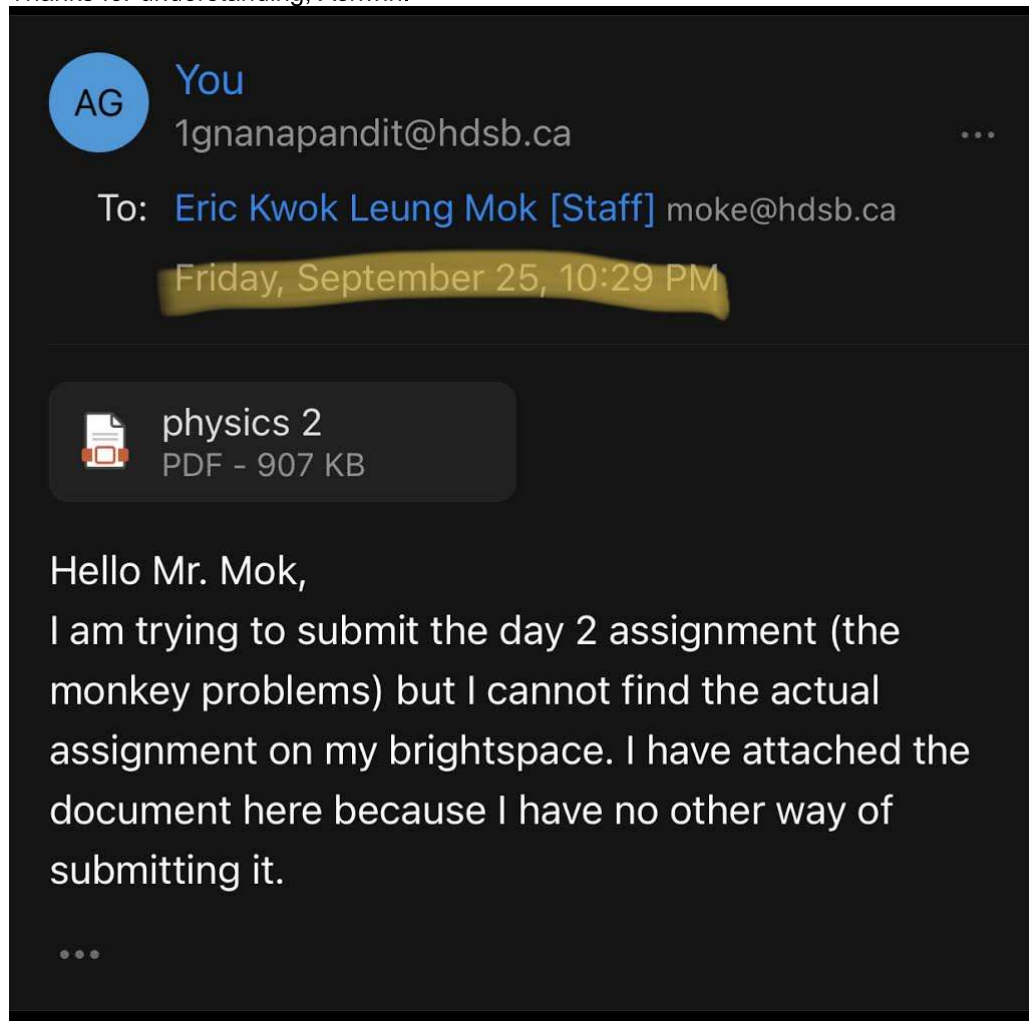 AG
You
1gnanapandit@hdsb.ca
To: Eric Kwok Leung Mok [Staff] moke@hdsb.ca
Friday, September 25, 10:29 PM
physics 2
PDF - 907 KB
Hello Mr. Mok,
I am trying to submit the day 2 assignment (the
monkey problems) but I cannot find the actual
assignment on my brightspace. I have attached the
document here because I have no other way of
submitting it.